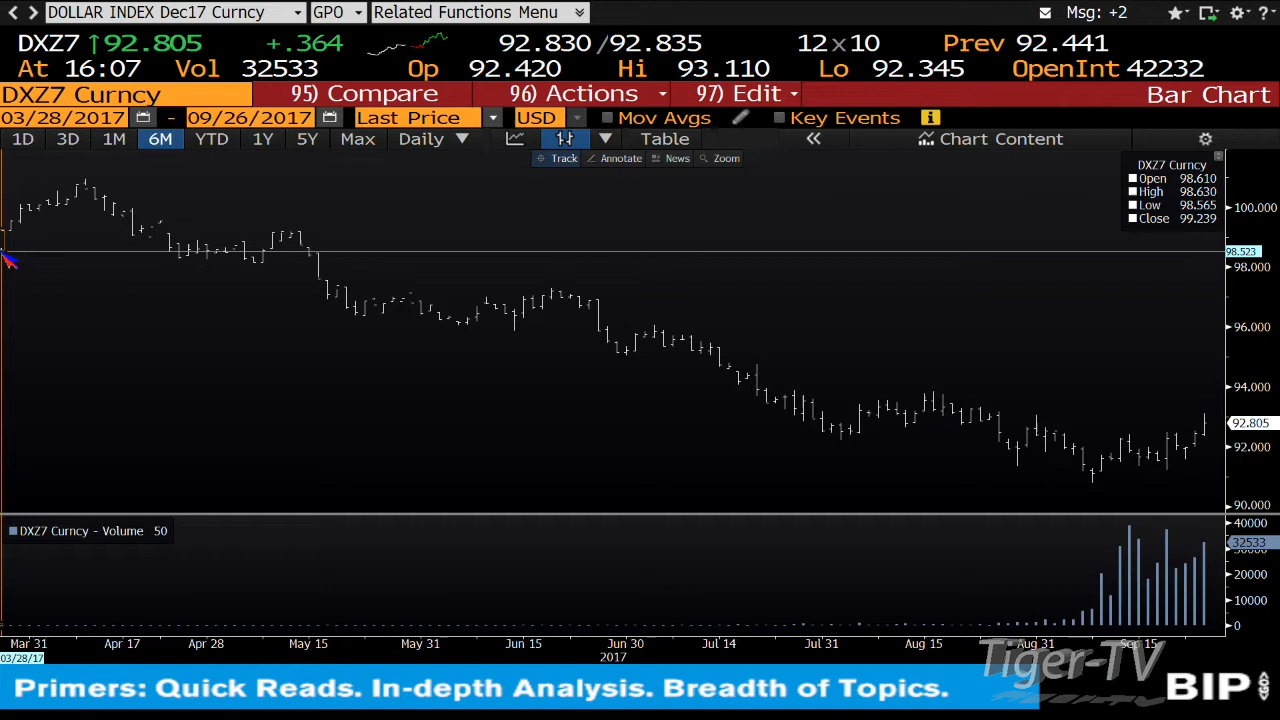 DOLLAR INDEX Dec17 Curncy GPO Related Functions Menu Msg: +2 ?
DXZ7 ↑92.805 +.364 92.830/92.835 12x10 Prev 92.441
At 16:07 Vol 32533 Op 92.420 Hi 93.110 Lo 92.345 OpenInt 42232
DXZ7 Curncy 95) Compare 96) Actions 97) Edit Bar Chart
03/28/2017 - 09/26/2017 Last Price USD Mov Avgs Key Events
1D 3D 1M 6M YTD 1Y 5Y Max Daily ▼ Table « Chart Content
Track Annotate News Zoom
DXZ7 Curncy
Open 98.610
High 98.630
Low 98.565
Close 99.239
100.000
98.523
98.000
96.000
94.000
92.805
92.000
90.000
DXZ7 Curncy - Volume 50
40000
32533
30000
20000
10000
0
Mar 31 Apr 17 Apr 28 May 15 May 31 Jun 15 Jun 30 Jul 14 Jul 31 Aug 15 Aug 31 Sep 15
03/28/17 2017
Tiger-TV
Primers: Quick Reads. In-depth Analysis. Breadth of Topics.
BIP GO